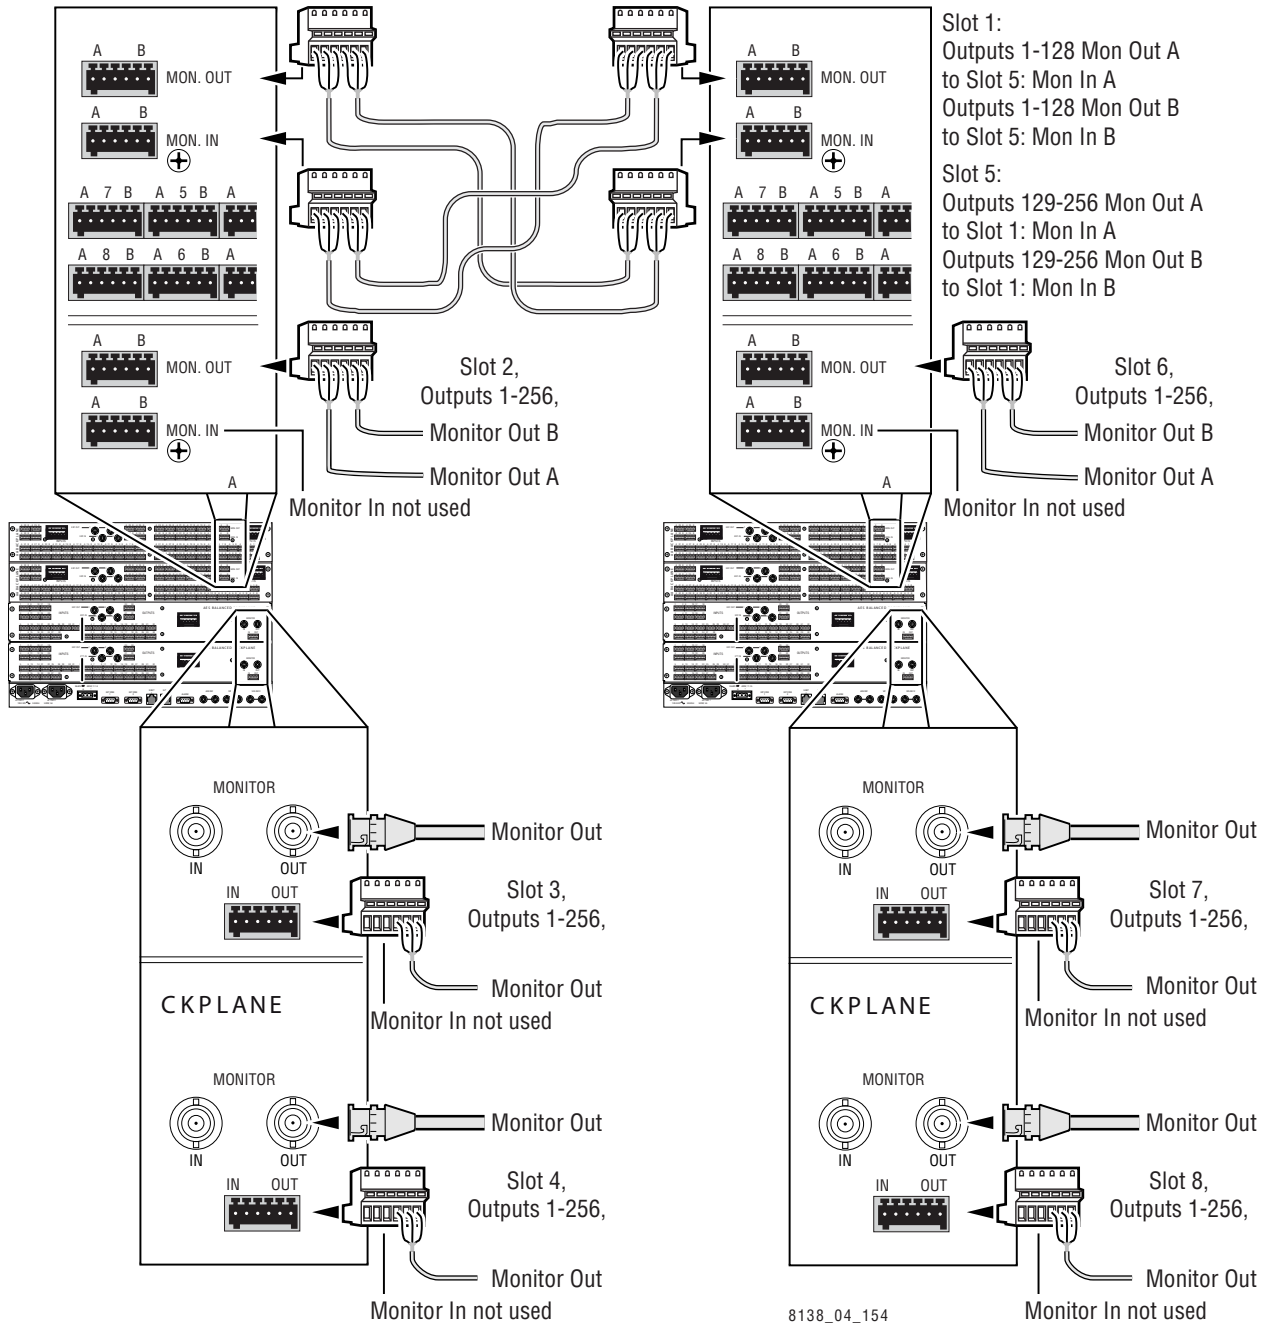 A B
MON. OUT
A B
MON. IN
A 7 B A 5 B A
A 8 B A 6 B A
A B
MON. OUT
A B
MON. IN
A
Slot 2,
Outputs 1-256,
Monitor Out B
Monitor Out A
Monitor In not used
A B
MON. OUT
A B
MON. IN
A 7 B A 5 B A
A 8 B A 6 B A
A B
MON. OUT
A B
MON. IN
A
Slot 1:
Outputs 1-128 Mon Out A
to Slot 5: Mon In A
Outputs 1-128 Mon Out B
to Slot 5: Mon In B
Slot 5:
Outputs 129-256 Mon Out A
to Slot 1: Mon In A
Outputs 129-256 Mon Out B
to Slot 1: Mon In B
Slot 6,
Outputs 1-256,
Monitor Out B
Monitor Out A
Monitor In not used
MONITOR
IN OUT
Monitor Out
IN OUT
Slot 3,
Outputs 1-256,
Monitor Out
Monitor In not used
CKPLANE
MONITOR
IN OUT
Monitor Out
IN OUT
Slot 4,
Outputs 1-256,
Monitor Out
Monitor In not used
MONITOR
IN OUT
Monitor Out
IN OUT
Slot 7,
Outputs 1-256,
Monitor Out
Monitor In not used
CKPLANE
MONITOR
IN OUT
Monitor Out
IN OUT
Slot 8,
Outputs 1-256,
Monitor Out
Monitor In not used
8138_04_154